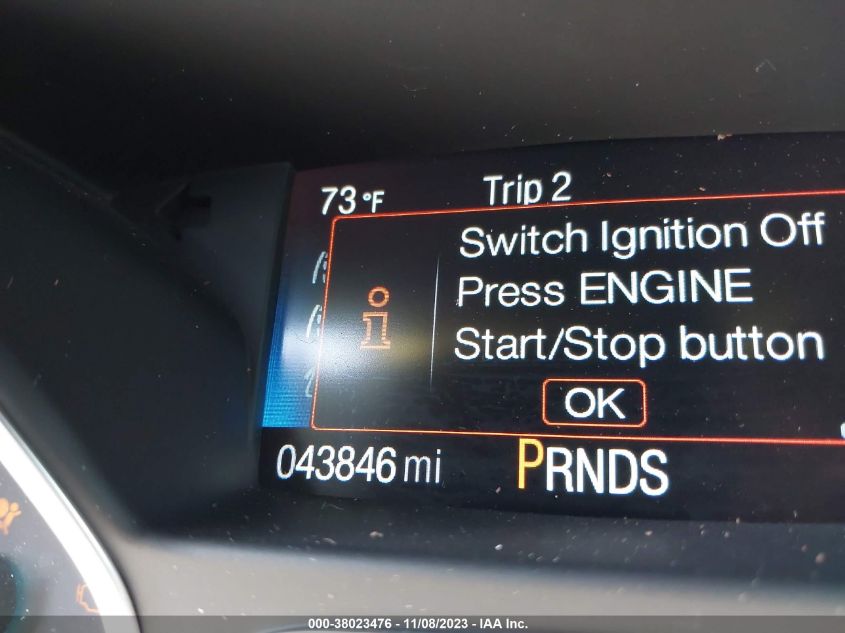 73°F Trip 2
Switch Ignition Off
Press ENGINE
Start/Stop button
OK
043846 mi PRNDS
000-38023476 - 11/08/2023 - IAA Inc.